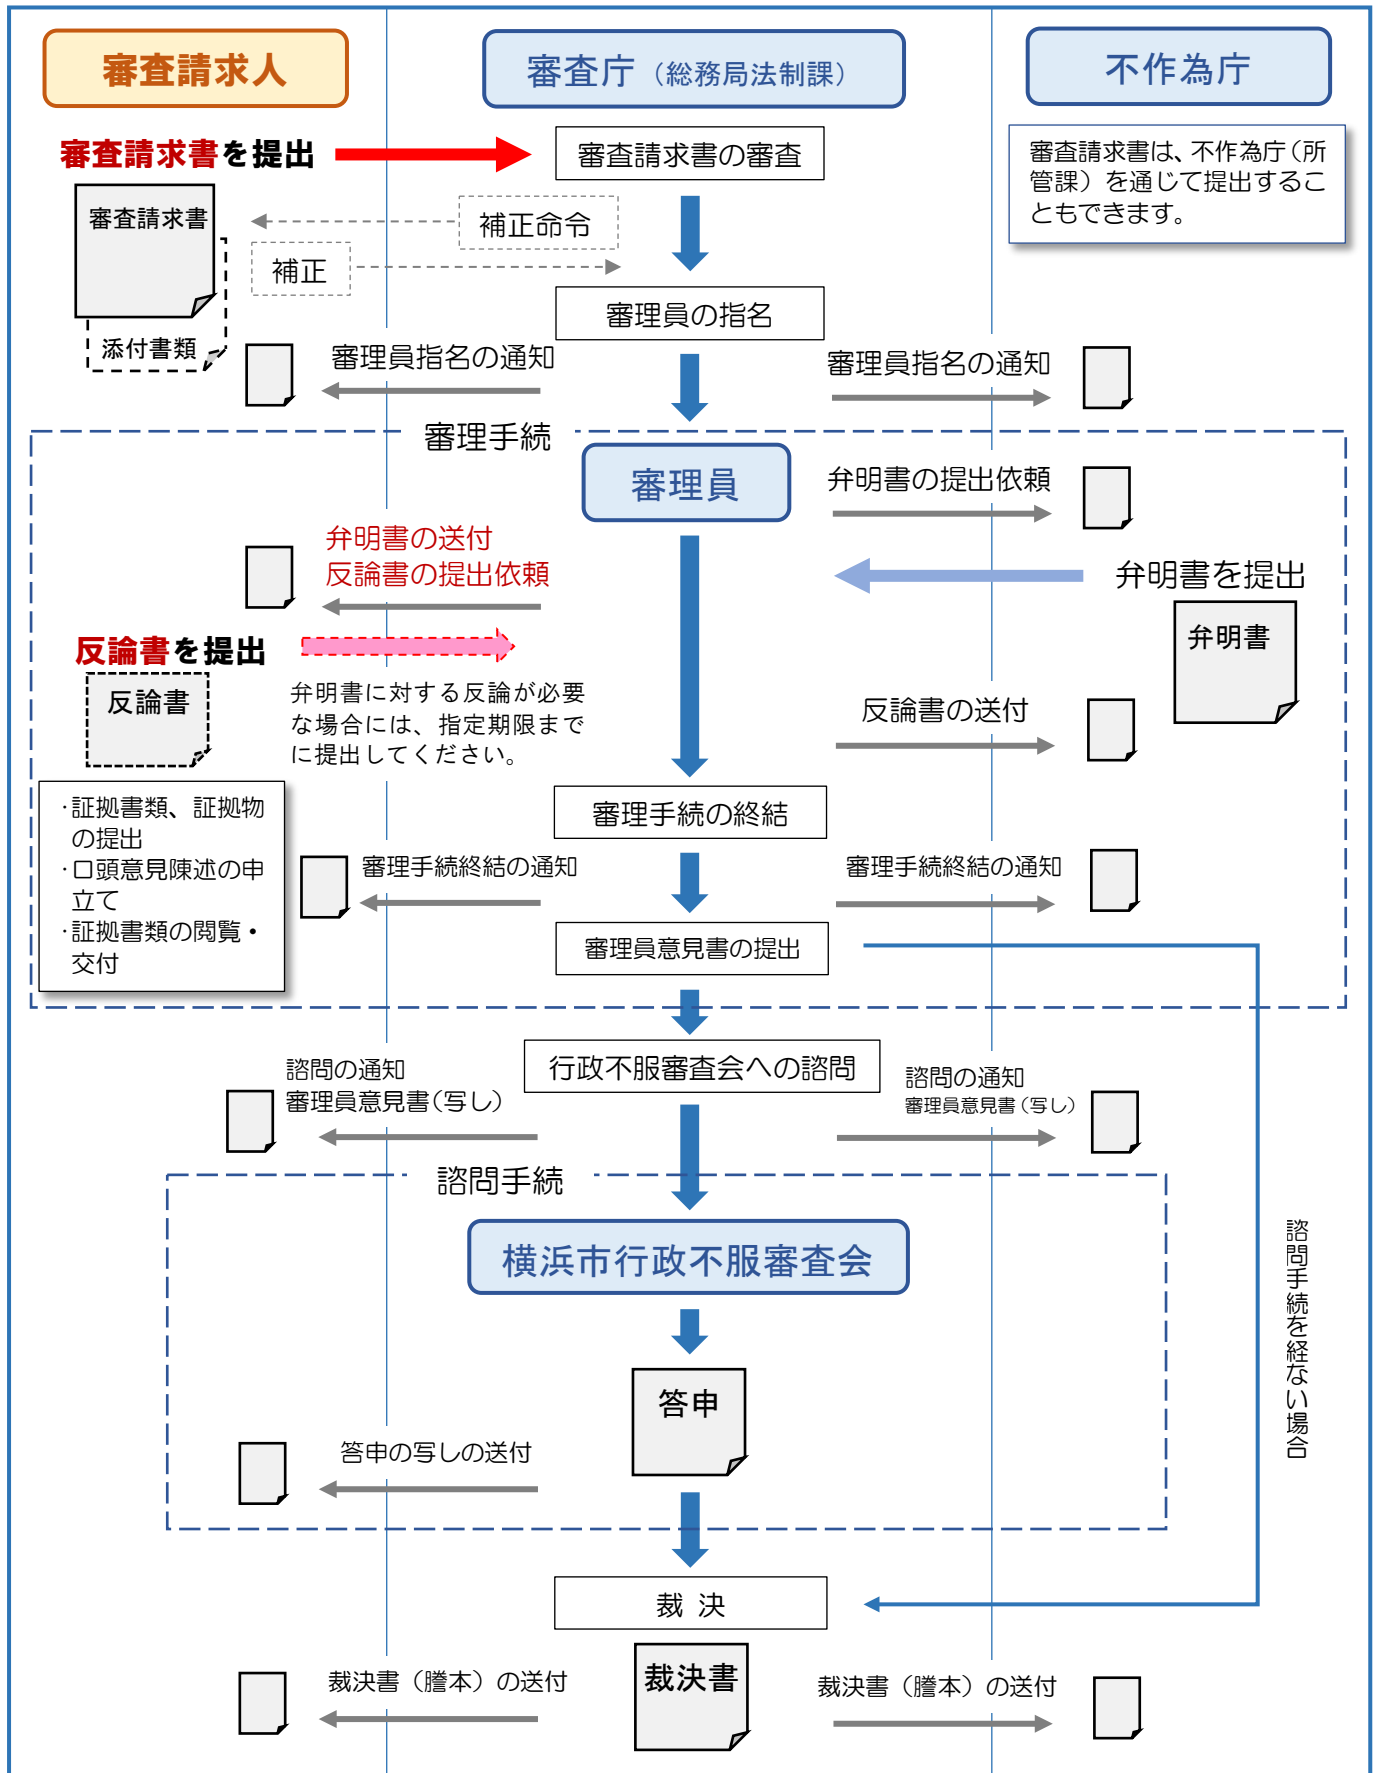 審査請求人
審査庁（総務局法制課）
不作為庁
審査請求書を提出
審査請求書の審査
審査請求書は、不作為庁（所
管課）を通じて提出するこ
ともできます。
審査請求書
補正命令
補正
審理員の指名
添付書類
審理員指名の通知
審理員指名の通知
審理手続
審理員
弁明書の提出依頼
弁明書の送付
反論書の提出依頼
弁明書を提出
弁明書
反論書を提出
反論書
弁明書に対する反論が必要
な場合には、指定期限まで
に提出してください。
反論書の送付
・証拠書類、証拠物
の提出
・口頭意見陳述の申
立て
・証拠書類の閲覧・
交付
審理手続の終結
審理手続終結の通知
審理手続終結の通知
審理員意見書の提出
行政不服審査会への諮問
諮問の通知
審理員意見書（写し）
諮問の通知
審理員意見書（写し）
諮問手続
横浜市行政不服審査会
諮問手続を経ない場合
答申
答申の写しの送付
裁 決
裁決書
裁決書（謄本）の送付
裁決書（謄本）の送付